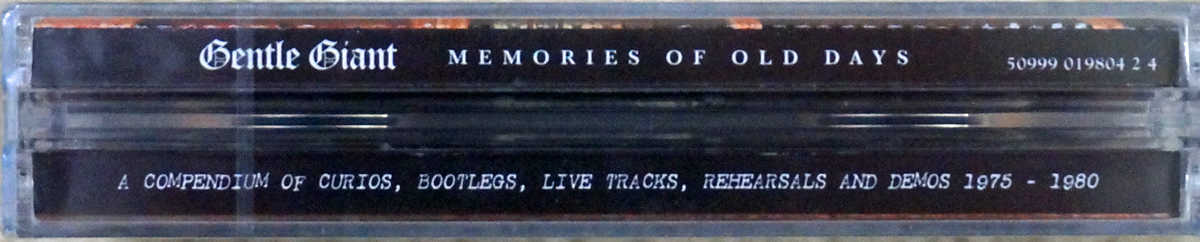 Gentle Giant MEMORIES OF OLD DAYS 50999 019804 2 4
A COMPENDIUM OF CURIOS, BOOTLEGS, LIVE TRACKS, REHEARSALS AND DEMOS 1975 - 1980